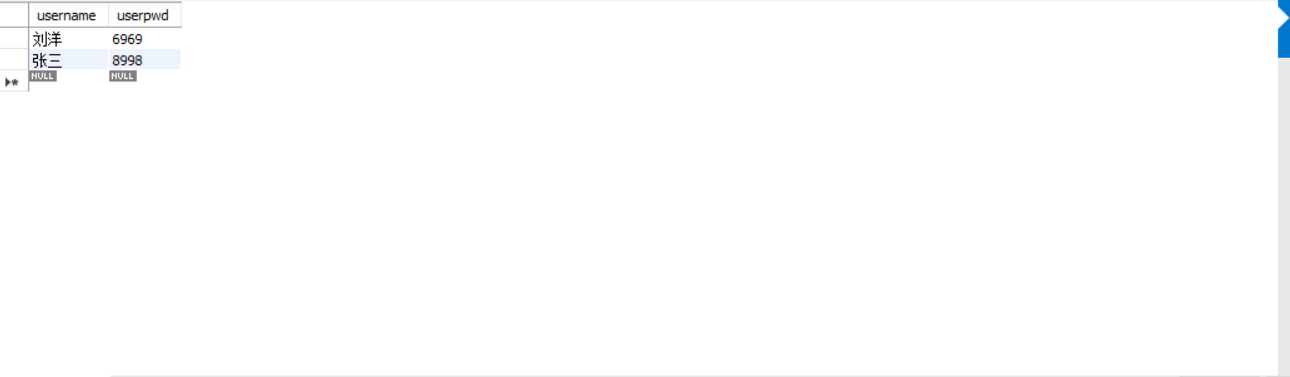 username userpwd
刘洋 6969
张三 8998
NULL NULL